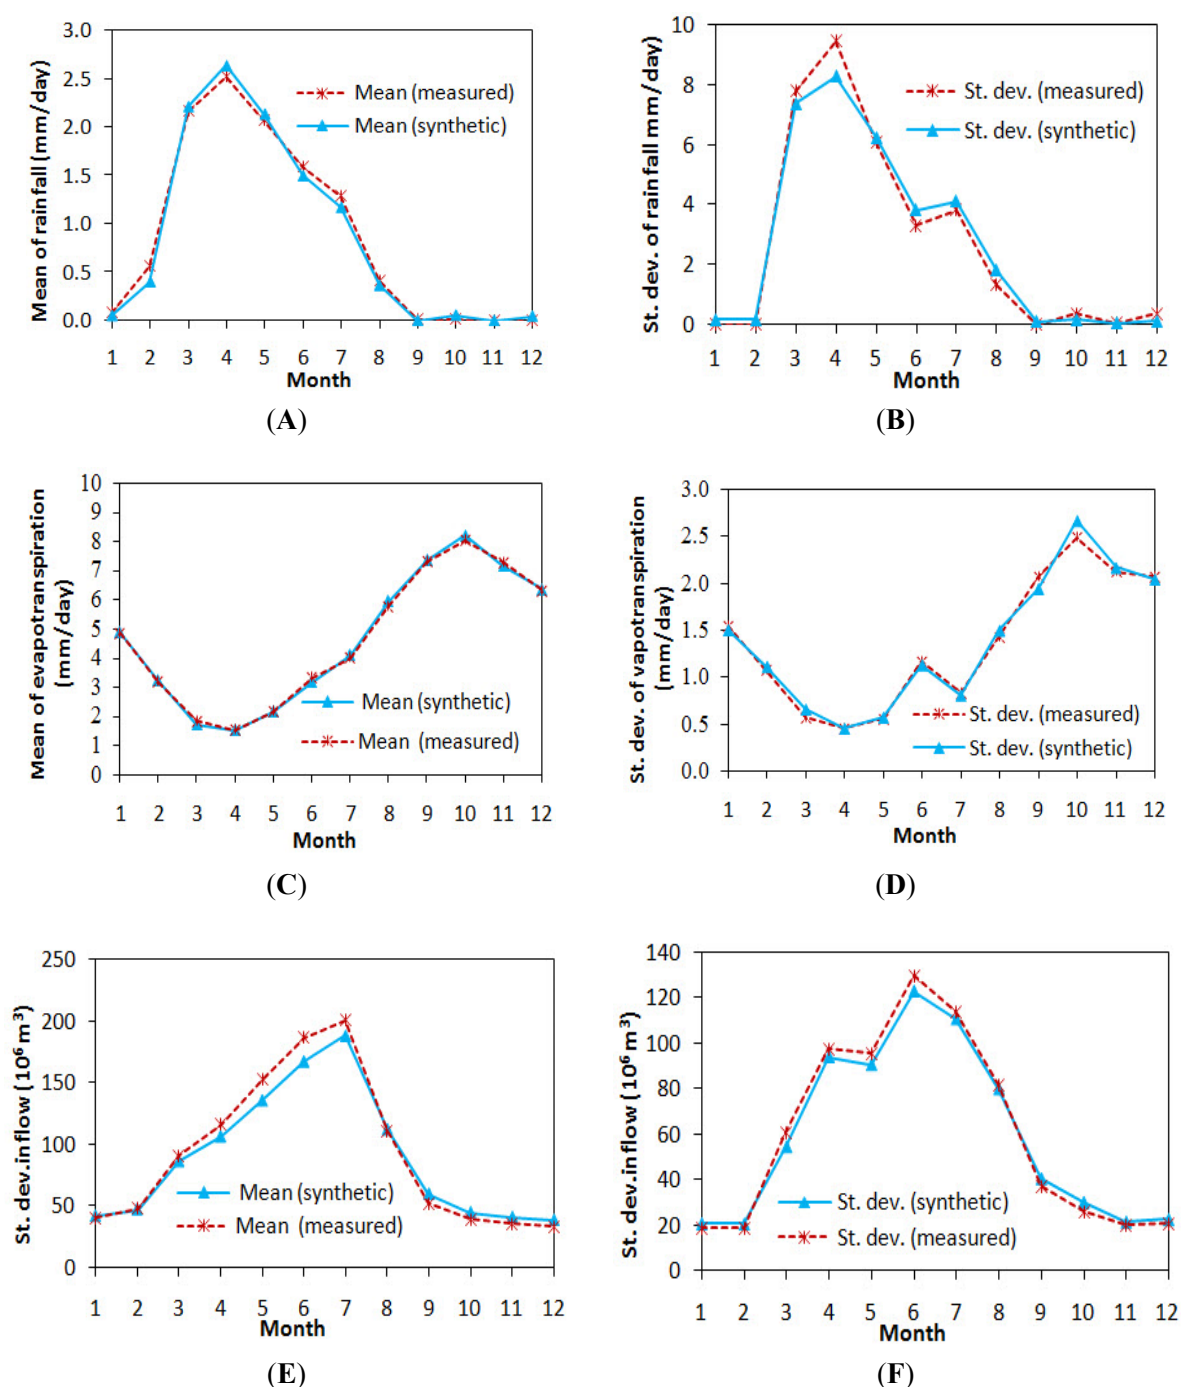 Mean of rainfall (mm/day)
3.0
2.5
2.0
1.5
1.0
0.5
0.0
Mean (measured)
Mean (synthetic)
1 2 3 4 5 6 7 8 9 10 11 12
Month
(A)
St. dev. of rainfall mm/day)
10
8
6
4
2
0
St. dev. (measured)
St. dev. (synthetic)
1 2 3 4 5 6 7 8 9 10 11 12
Month
(B)
Mean of evapotranspiration
(mm/day)
10
9
8
7
6
5
4
3
2
1
0
Mean (synthetic)
Mean (measured)
1 2 3 4 5 6 7 8 9 10 11 12
Month
(C)
St. dev. of vapotranspiration
(mm/day)
3.0
2.5
2.0
1.5
1.0
0.5
0.0
St. dev. (measured)
St. dev. (synthetic)
1 2 3 4 5 6 7 8 9 10 11 12
Month
(D)
St. dev.inflow (10⁶ m³)
250
200
150
100
50
0
Mean (synthetic)
Mean (measured)
1 2 3 4 5 6 7 8 9 10 11 12
Month
(E)
St. dev.inflow (10⁶ m³)
140
120
100
80
60
40
20
0
St. dev. (synthetic)
St. dev. (measured)
1 2 3 4 5 6 7 8 9 10 11 12
Month
(F)